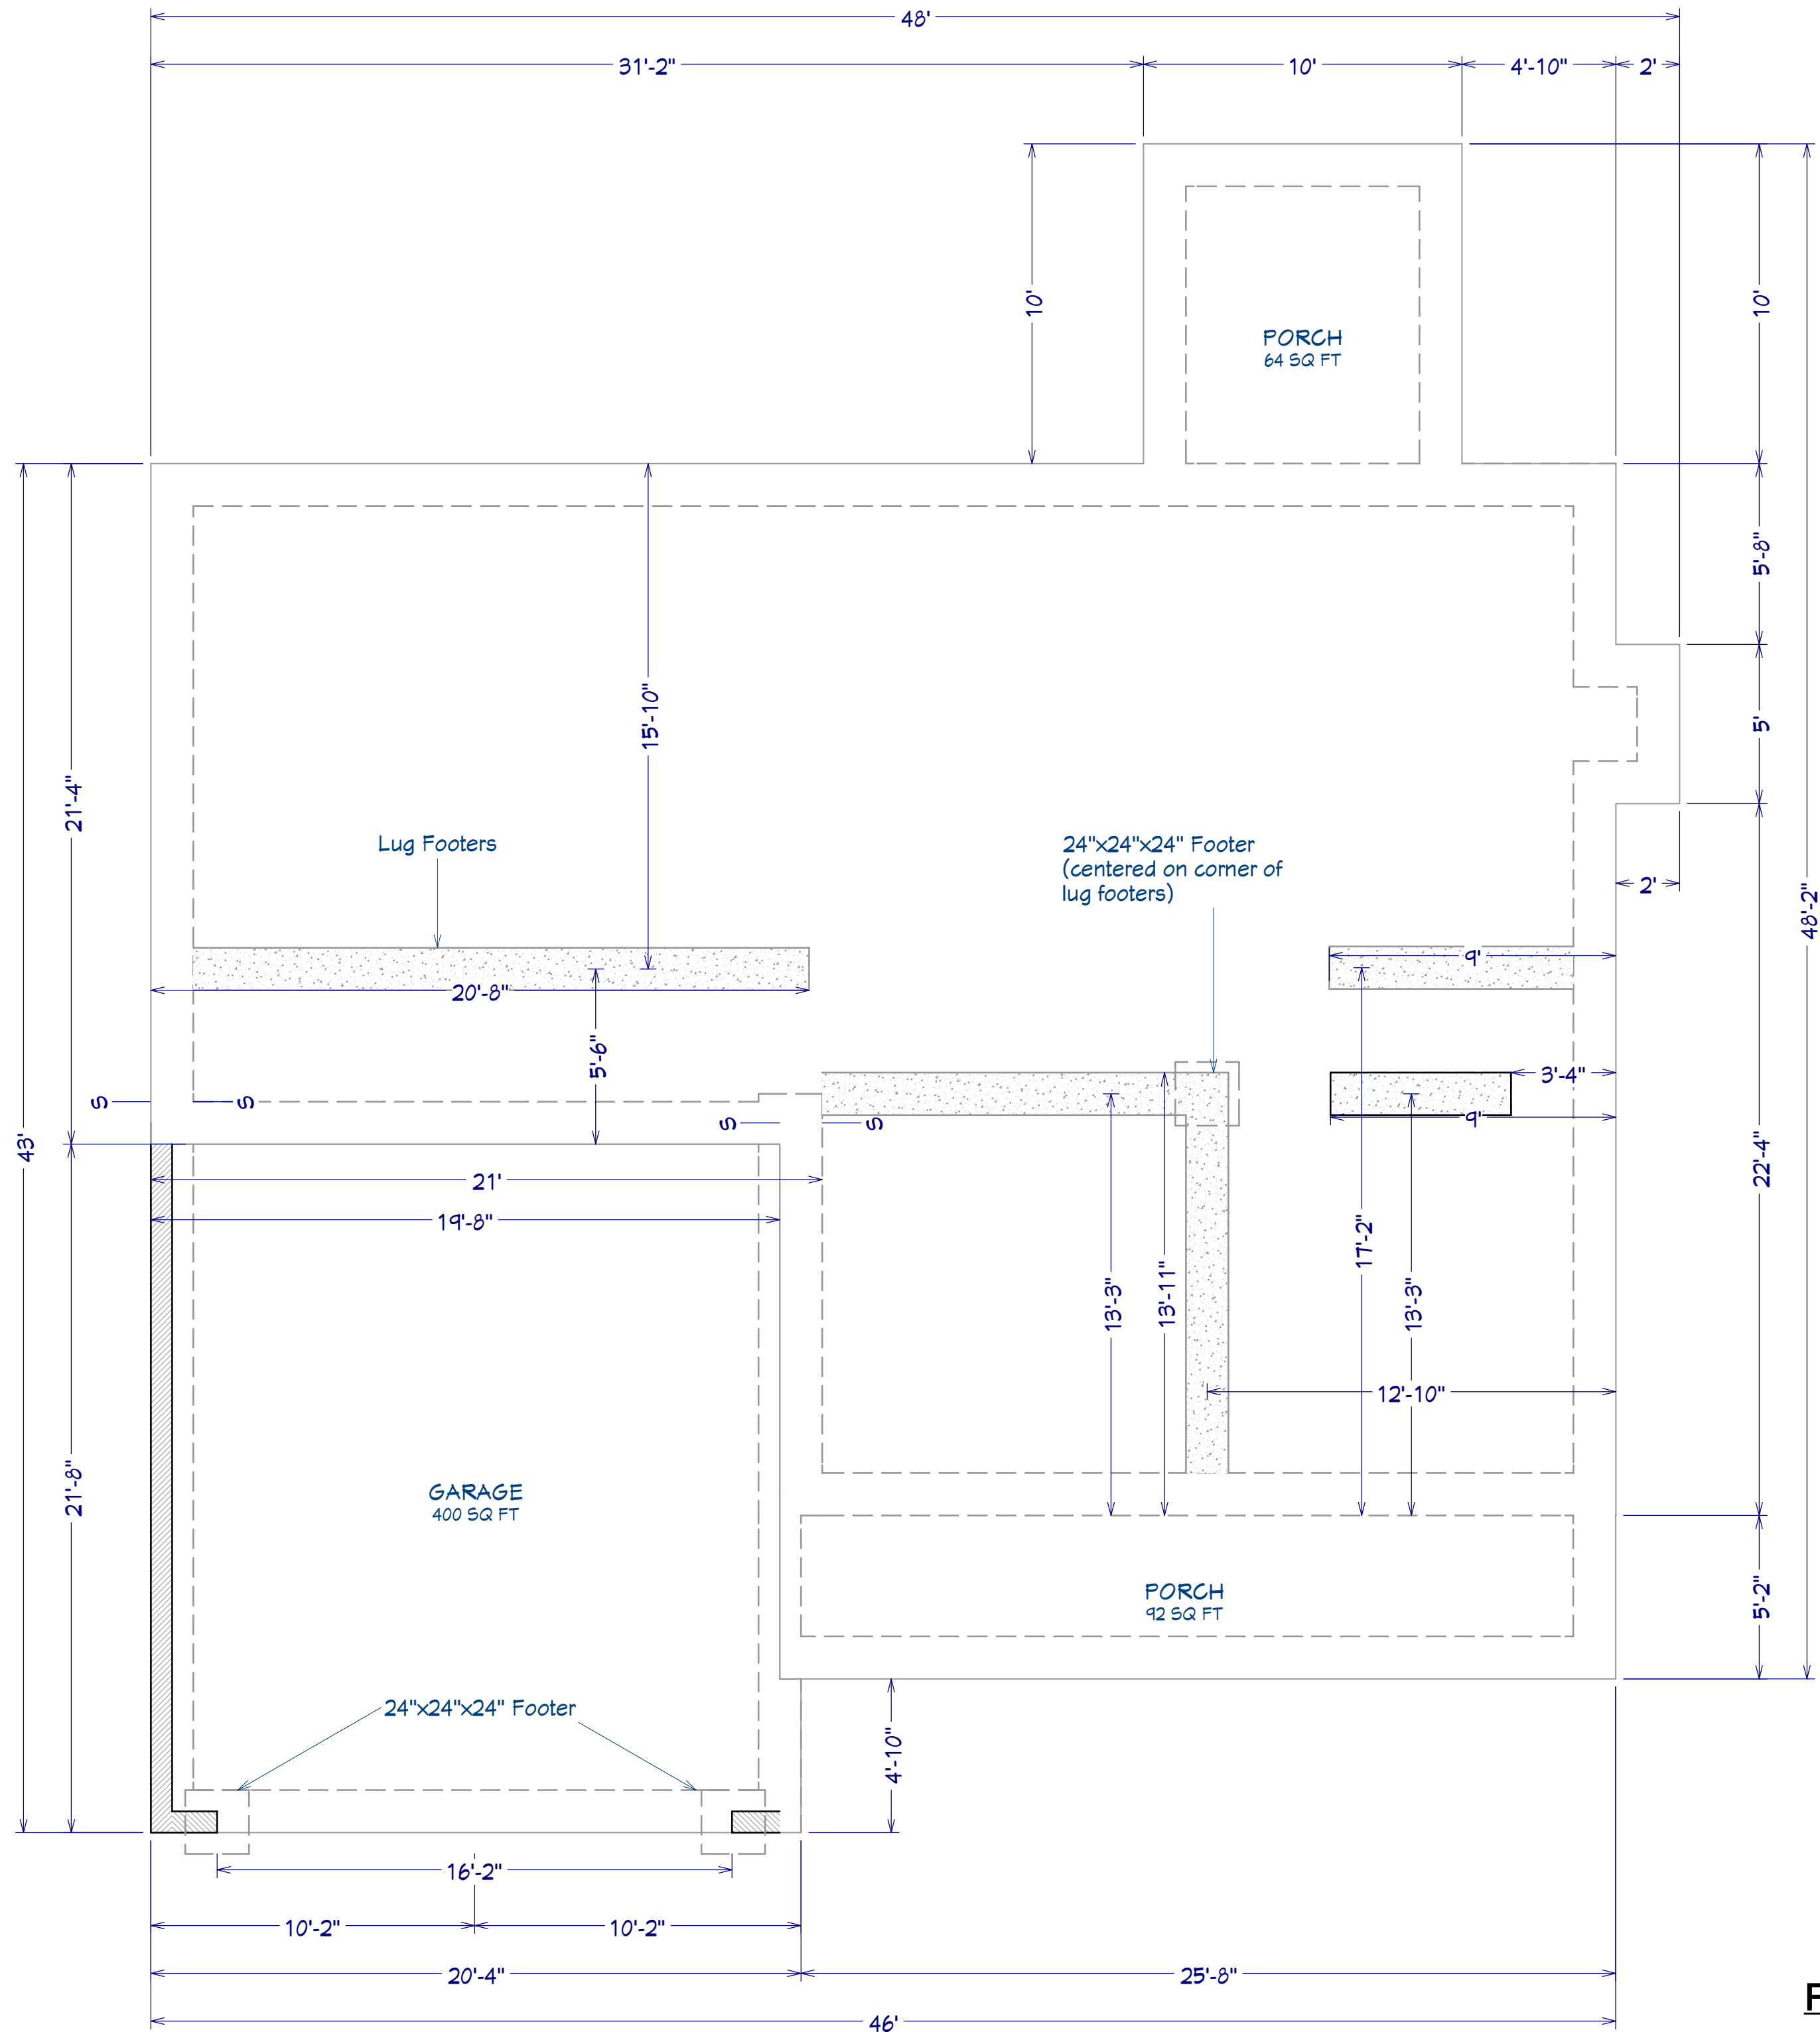 48'
31'-2"
10'
4'-10"
2'
10'
10'
PORCH
64 SQ FT
5'-8"
15'-10"
5'
21'-4"
Lug Footers
24"x24"x24" Footer
(centered on corner of
lug footers)
2'
48'-2"
9'
20'-8"
5'-6"
3'-4"
S
S
S
S
9'
43'
22'-4"
21'
19'-8"
17'-2"
13'-3"
13'-11"
13'-3"
12'-10"
21'-8"
GARAGE
400 SQ FT
PORCH
92 SQ FT
5'-2"
24"x24"x24" Footer
4'-10"
16'-2"
10'-2"
10'-2"
20'-4"
25'-8"
46'
F